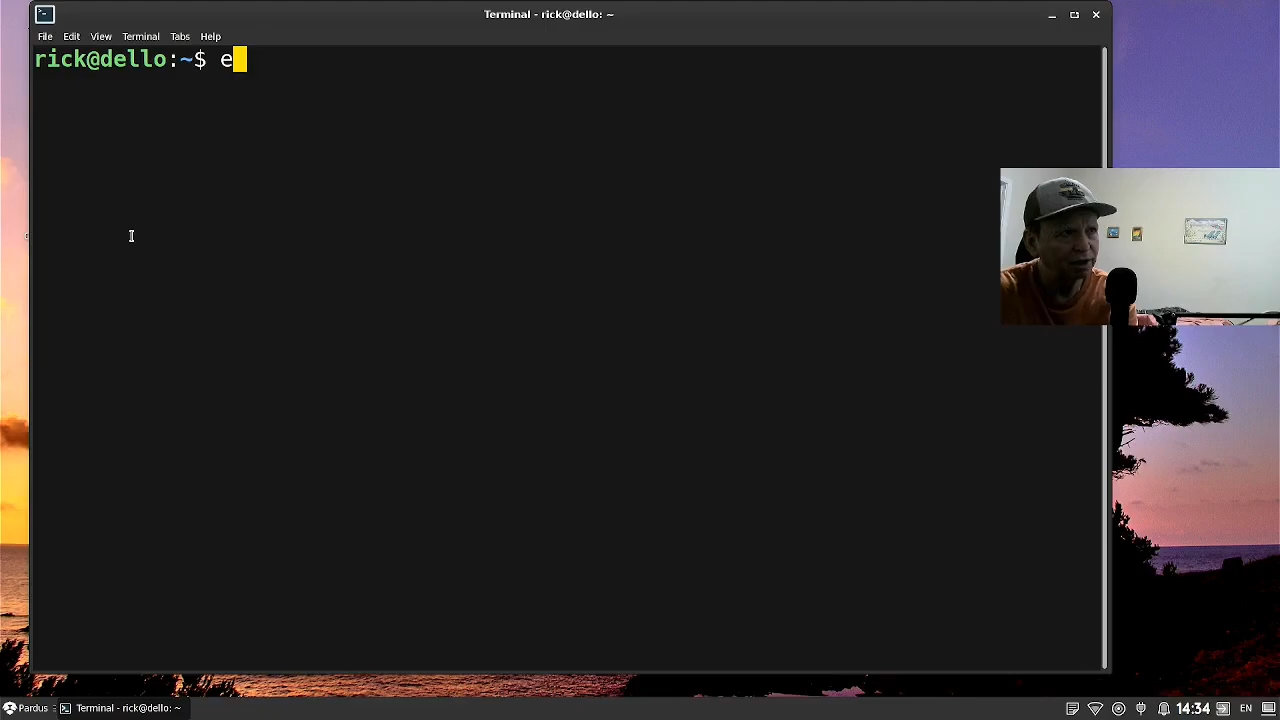 Terminal - rick@dello: ~
File Edit View Terminal Tabs Help
rick@dello:~$ e
Pardus
Terminal - rick@dello: ~
14:34
EN